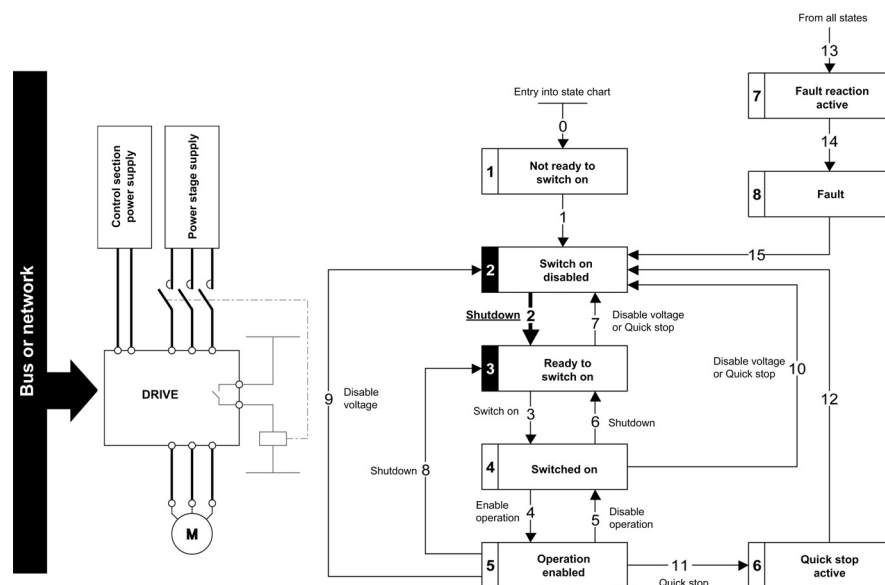 From all states
13
7
Fault reaction
active
14
8
Fault
15
Entry into state chart
0
1
Not ready to
switch on
1
2
Switch on
disabled
Shutdown 2
7
Disable voltage
or Quick stop
3
Ready to
switch on
Switch on
3
6
Shutdown
4
Switched on
Enable
operation
4
5
Disable
operation
5
Operation
enabled
11
Quick stop
6
Quick stop
active
9
Disable
voltage
Shutdown 8
Disable voltage
or Quick stop
10
12
Bus or network
Control section
power supply
Power stage supply
DRIVE
M